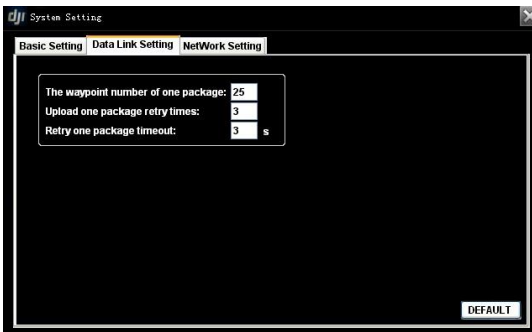 dji System Setting
Basic Setting Data Link Setting NetWork Setting
The waypoint number of one package: 25
Upload one package retry times: 3
Retry one package timeout: 3 s
DEFAULT